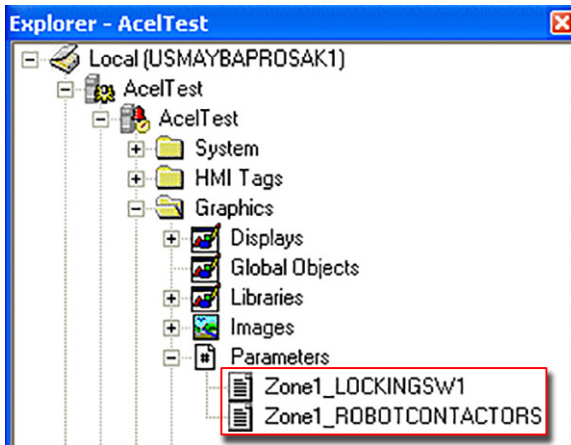 Explorer - AcelTest
Local (USMAYBAPROSAK1)
AcelTest
AcelTest
System
HMI Tags
Graphics
Displays
Global Objects
Libraries
Images
Parameters
Zone1_LOCKINGSW1
Zone1_ROBOTCONTACTORS